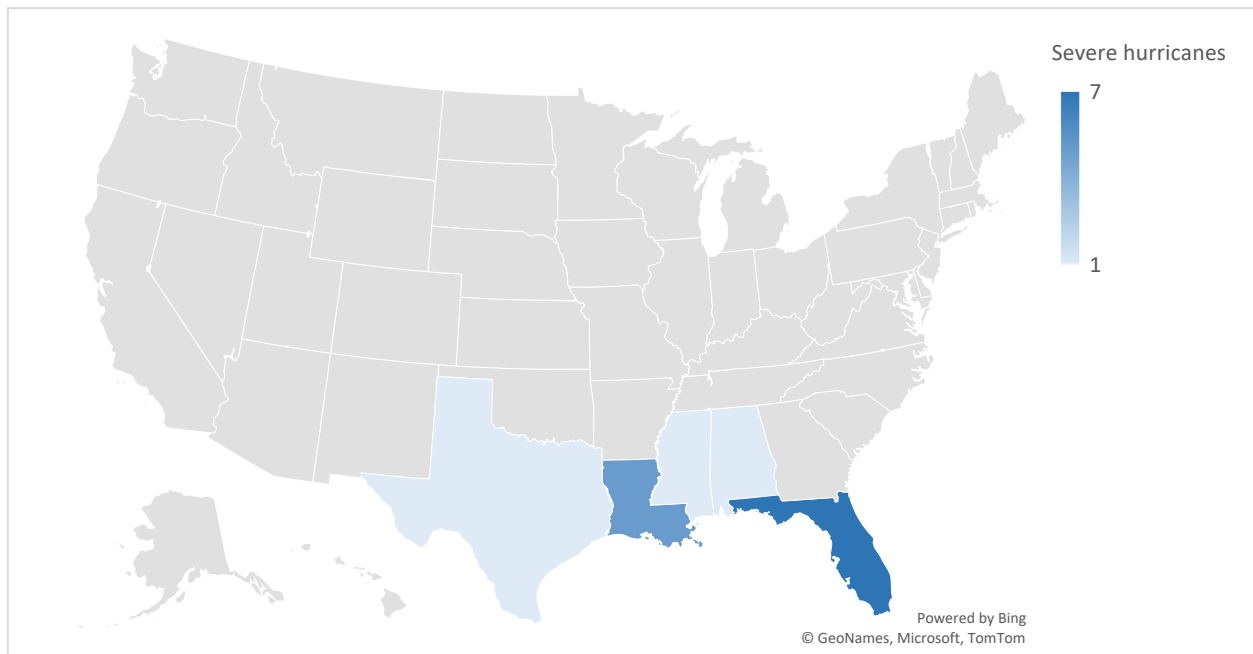 Severe hurricanes
7
1
Powered by Bing
© GeoNames, Microsoft, TomTom